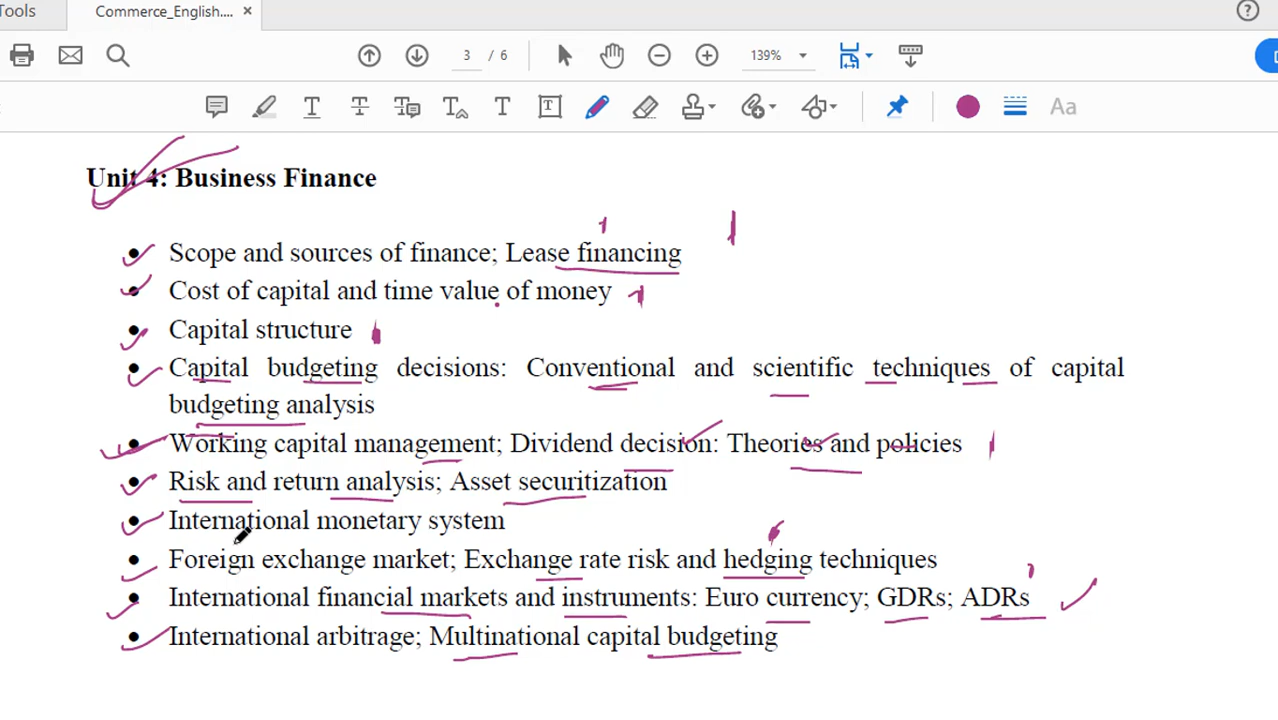 Tools
Commerce_English.... ×
3 / 6
139%
Aa
Unit 4: Business Finance
• Scope and sources of finance; Lease financing
• Cost of capital and time value of money
• Capital structure
• Capital budgeting decisions: Conventional and scientific techniques of capital
budgeting analysis
• Working capital management; Dividend decision: Theories and policies
• Risk and return analysis; Asset securitization
• International monetary system
• Foreign exchange market; Exchange rate risk and hedging techniques
• International financial markets and instruments: Euro currency; GDRs; ADRs
• International arbitrage; Multinational capital budgeting